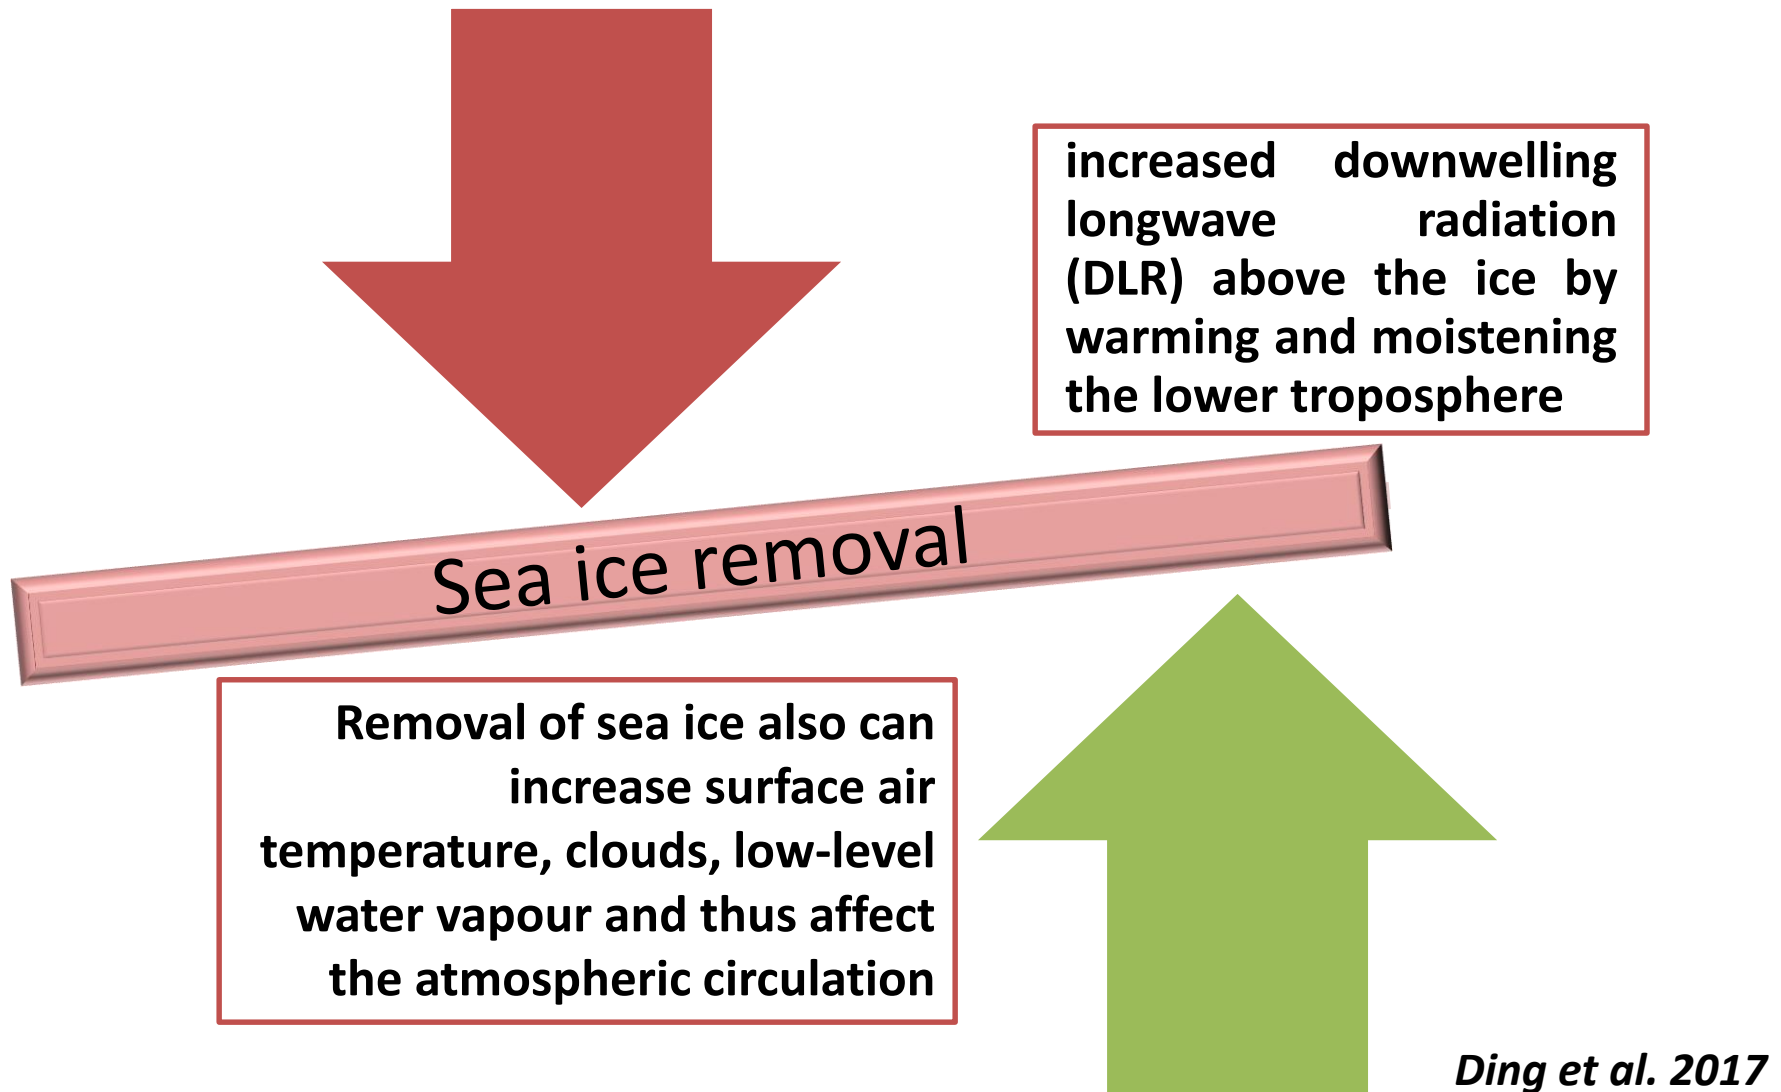 increased downwelling
longwave radiation
(DLR) above the ice by
warming and moistening
the lower troposphere
Sea ice removal
Removal of sea ice also can
increase surface air
temperature, clouds, low-level
water vapour and thus affect
the atmospheric circulation
Ding et al. 2017